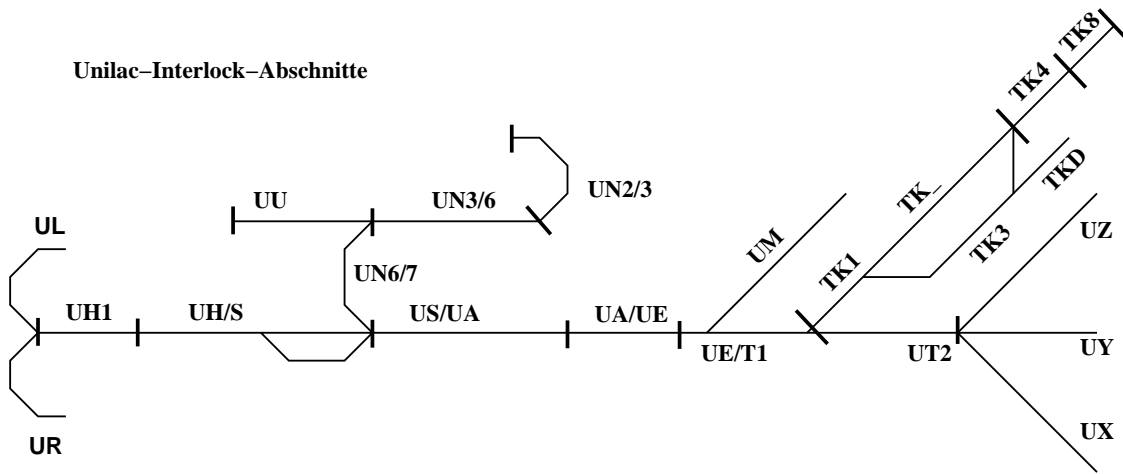 Unilac−Interlock−Abschnitte
TK8
TK4
UN2/3
UU
UN3/6
TK_
TKD
UL
UM
TK3
UZ
UN6/7
TK1
UH1
UH/S
US/UA
UA/UE
UE/T1
UT2
UY
UR
UX